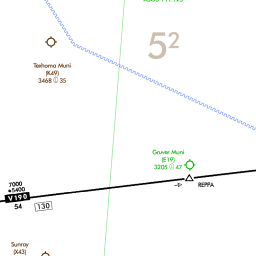 5²
Texhoma Muni
(K49)
3468 Ⓛ 35
Gruver Muni
(E19)
3205 Ⓛ 47
7000
*5400
V190
54
130
REPPA
Sunray
(X43)